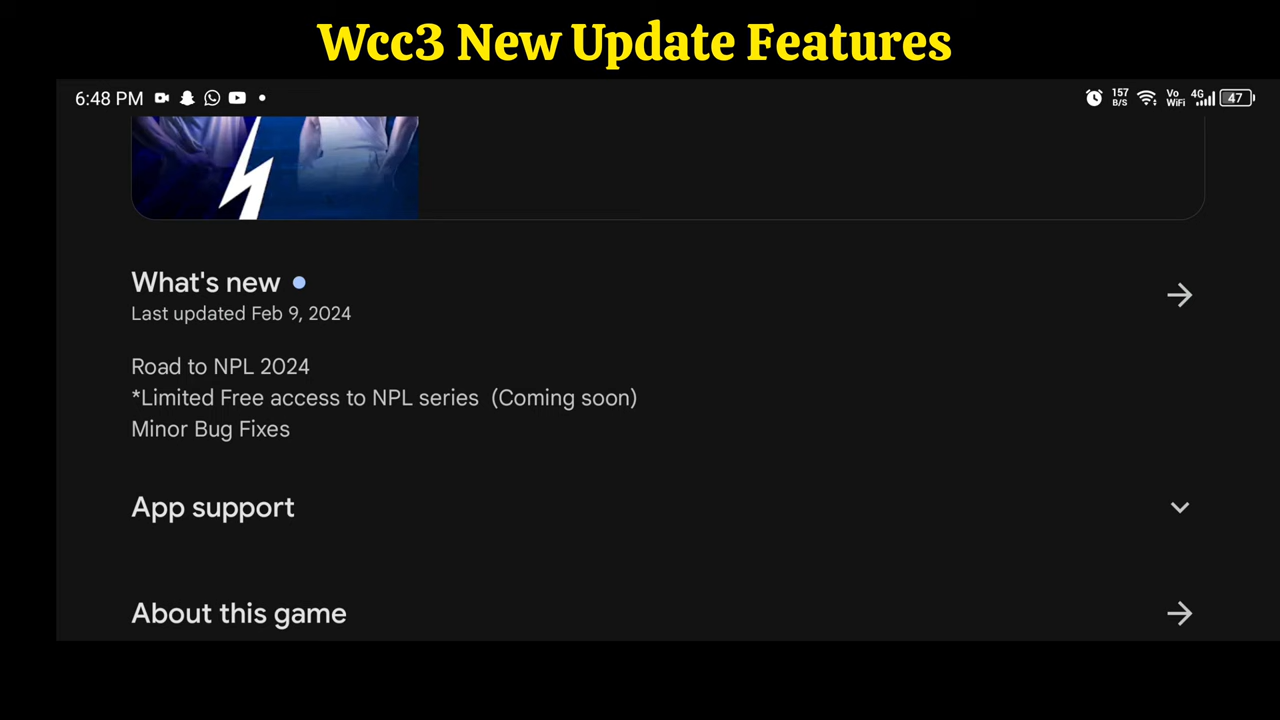 Wcc3 New Update Features
6:48 PM 157 B/S Vo WiFi 4G 47
What's new
Last updated Feb 9, 2024
Road to NPL 2024
*Limited Free access to NPL series  (Coming soon)
Minor Bug Fixes
App support
About this game